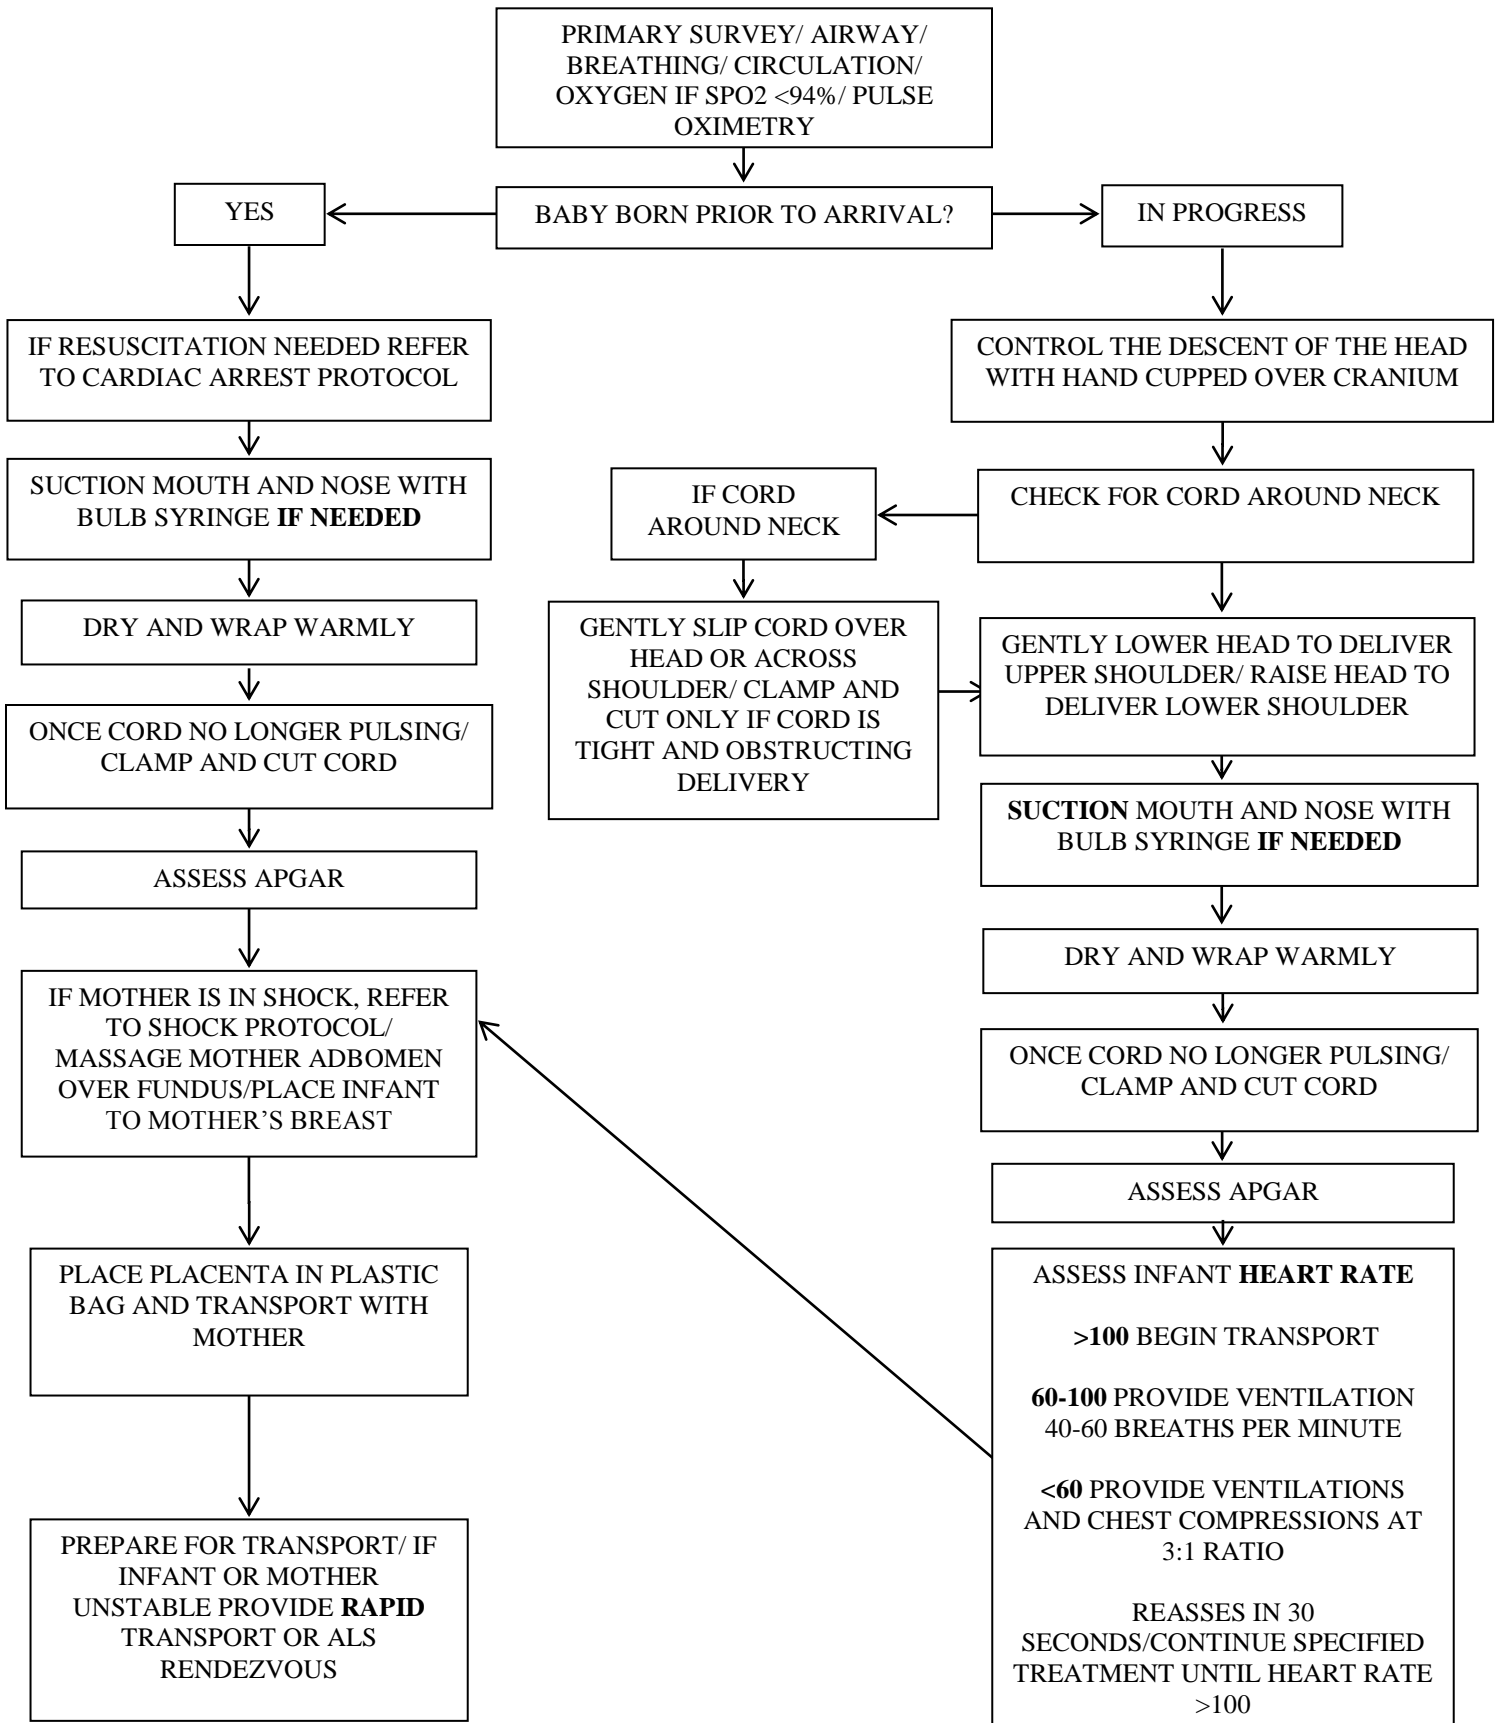 PRIMARY SURVEY/ AIRWAY/
BREATHING/ CIRCULATION/
OXYGEN IF SPO2 <94%/ PULSE
OXIMETRY
YES
BABY BORN PRIOR TO ARRIVAL?
IN PROGRESS
IF RESUSCITATION NEEDED REFER
TO CARDIAC ARREST PROTOCOL
SUCTION MOUTH AND NOSE WITH
BULB SYRINGE IF NEEDED
DRY AND WRAP WARMLY
ONCE CORD NO LONGER PULSING/
CLAMP AND CUT CORD
ASSESS APGAR
IF MOTHER IS IN SHOCK, REFER
TO SHOCK PROTOCOL/
MASSAGE MOTHER ADBOMEN
OVER FUNDUS/PLACE INFANT
TO MOTHER’S BREAST
PLACE PLACENTA IN PLASTIC
BAG AND TRANSPORT WITH
MOTHER
PREPARE FOR TRANSPORT/ IF
INFANT OR MOTHER
UNSTABLE PROVIDE RAPID
TRANSPORT OR ALS
RENDEZVOUS
CONTROL THE DESCENT OF THE HEAD
WITH HAND CUPPED OVER CRANIUM
CHECK FOR CORD AROUND NECK
IF CORD
AROUND NECK
GENTLY SLIP CORD OVER
HEAD OR ACROSS
SHOULDER/ CLAMP AND
CUT ONLY IF CORD IS
TIGHT AND OBSTRUCTING
DELIVERY
GENTLY LOWER HEAD TO DELIVER
UPPER SHOULDER/ RAISE HEAD TO
DELIVER LOWER SHOULDER
SUCTION MOUTH AND NOSE WITH
BULB SYRINGE IF NEEDED
DRY AND WRAP WARMLY
ONCE CORD NO LONGER PULSING/
CLAMP AND CUT CORD
ASSESS APGAR
ASSESS INFANT HEART RATE
>100 BEGIN TRANSPORT
60-100 PROVIDE VENTILATION
40-60 BREATHS PER MINUTE
<60 PROVIDE VENTILATIONS
AND CHEST COMPRESSIONS AT
3:1 RATIO
REASSES IN 30
SECONDS/CONTINUE SPECIFIED
TREATMENT UNTIL HEART RATE
>100